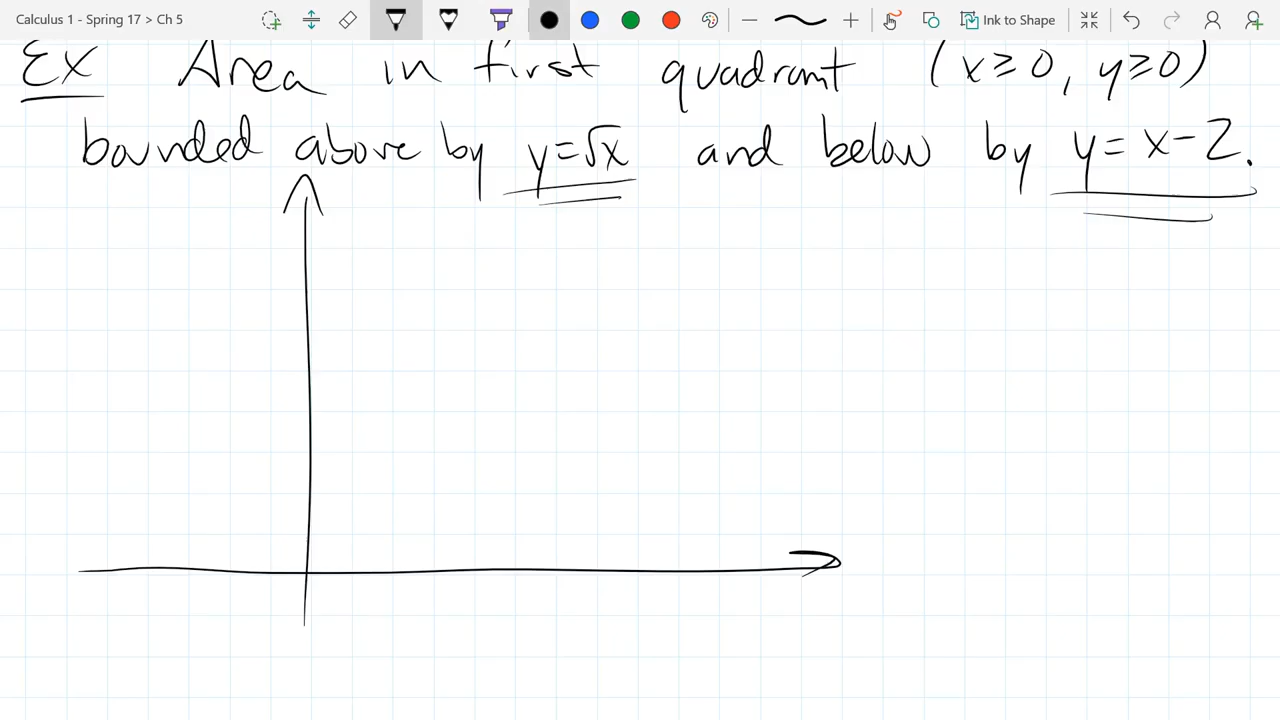 Calculus 1 - Spring 17 > Ch 5
Ink to Shape
Ex Area in first quadrant (x≥0, y≥0)
bounded above by y=√x and below by y=x-2.